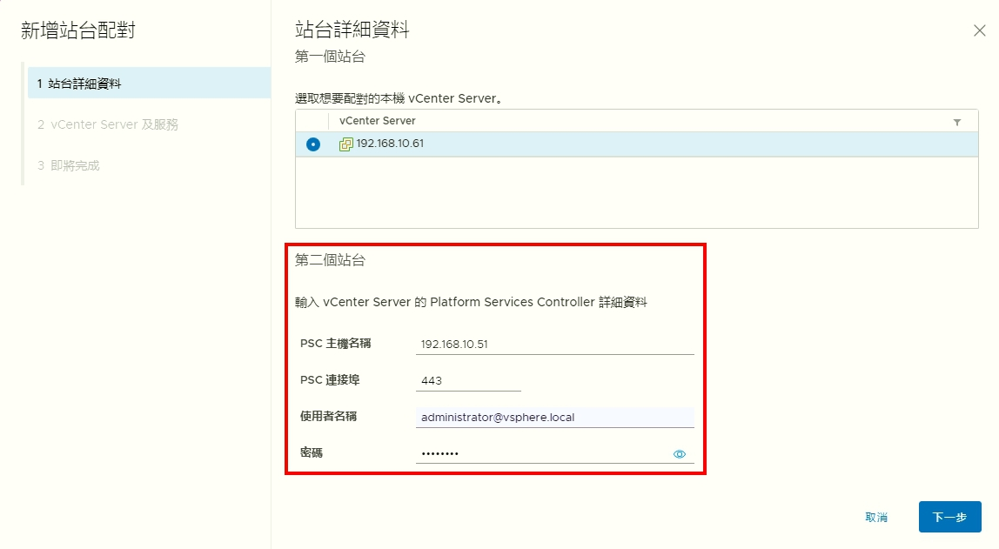 新增站台配對
1 站台詳細資料
2 vCenter Server 及服務
3 即將完成
站台詳細資料
第一個站台
選取想要配對的本機 vCenter Server。
vCenter Server
192.168.10.61
第二個站台
輸入 vCenter Server 的 Platform Services Controller 詳細資料
PSC 主機名稱 192.168.10.51
PSC 連接埠 443
使用者名稱 administrator@vsphere.local
密碼 ••••••••
取消 下一步